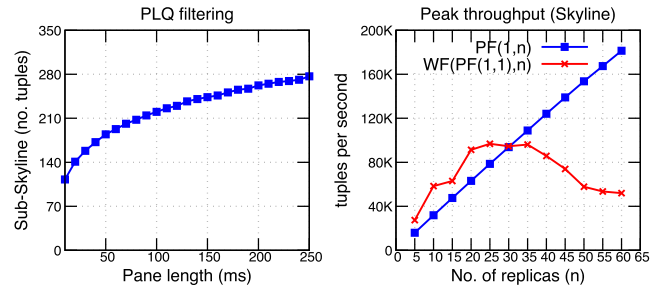 PLQ filtering
Sub-Skyline (no. tuples)
350
280
210
140
70
0
50 100 150 200 250
Pane length (ms)
Peak throughput (Skyline)
PF(1,n)
WF(PF(1,1),n)
tuples per second
200K
160K
120K
80K
40K
0
0 5 10 15 20 25 30 35 40 45 50 55 60 65
No. of replicas (n)